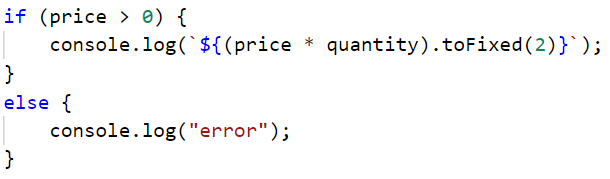 if (price > 0) {
    console.log(`${(price * quantity).toFixed(2)}`);
}
else {
    console.log("error");
}